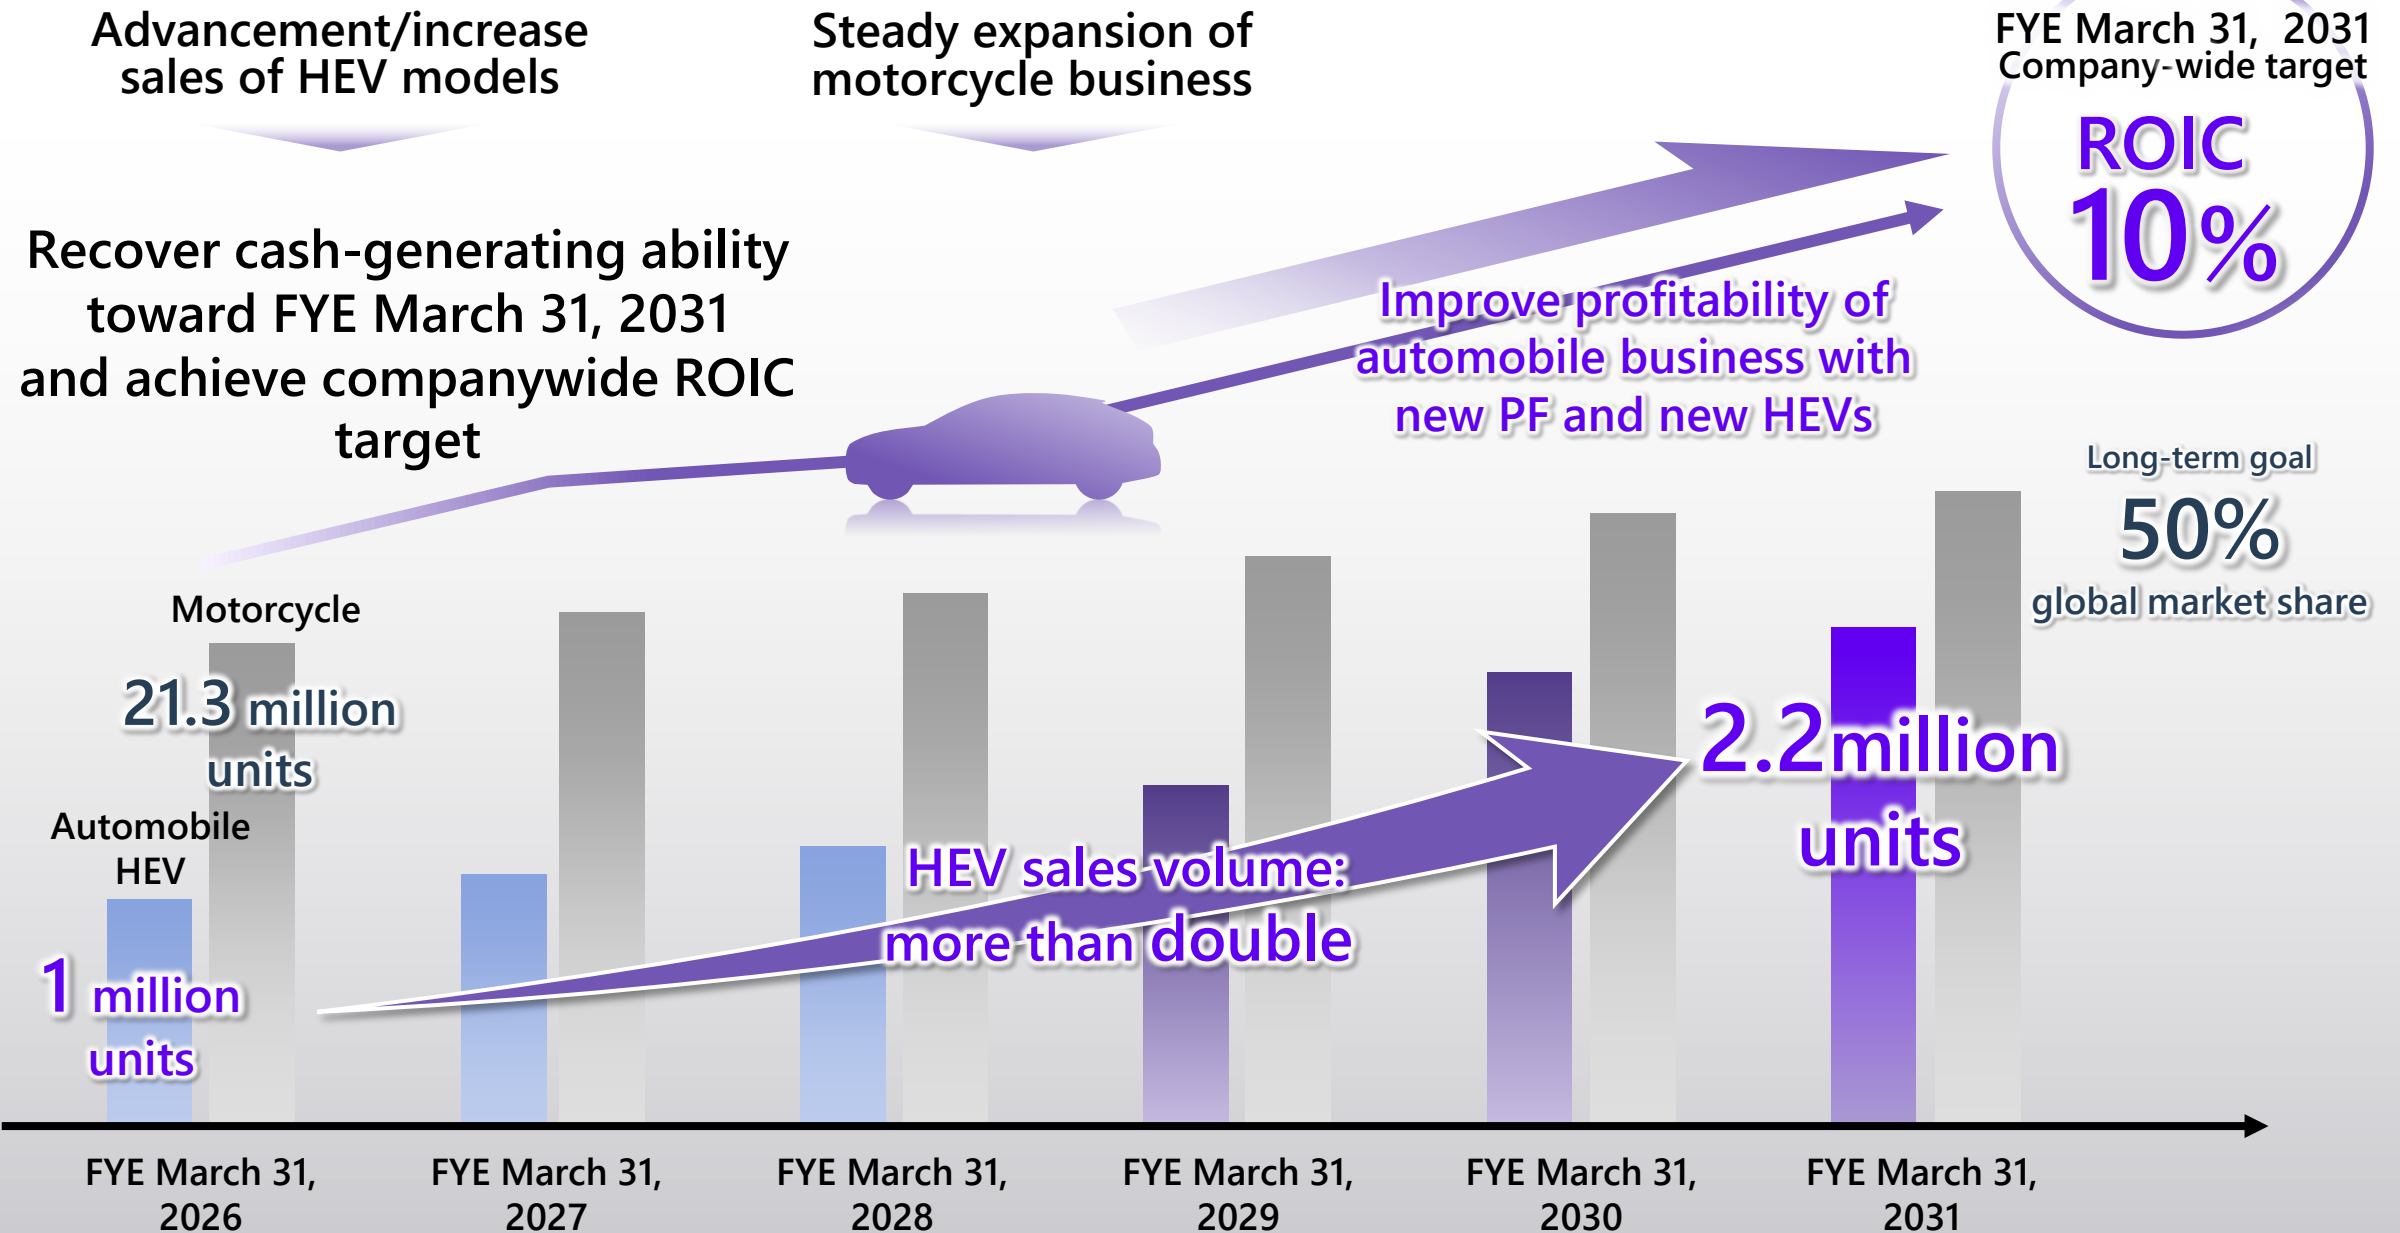 Advancement/increase
sales of HEV models
Steady expansion of
motorcycle business
FYE March 31, 2031
Company-wide target
ROIC
10%
Recover cash-generating ability
toward FYE March 31, 2031
and achieve companywide ROIC
target
Improve profitability of
automobile business with
new PF and new HEVs
Long-term goal
50%
global market share
Motorcycle
21.3 million
units
Automobile
HEV
1 million
units
HEV sales volume:
more than double
2.2million
units
FYE March 31,
2026
FYE March 31,
2027
FYE March 31,
2028
FYE March 31,
2029
FYE March 31,
2030
FYE March 31,
2031